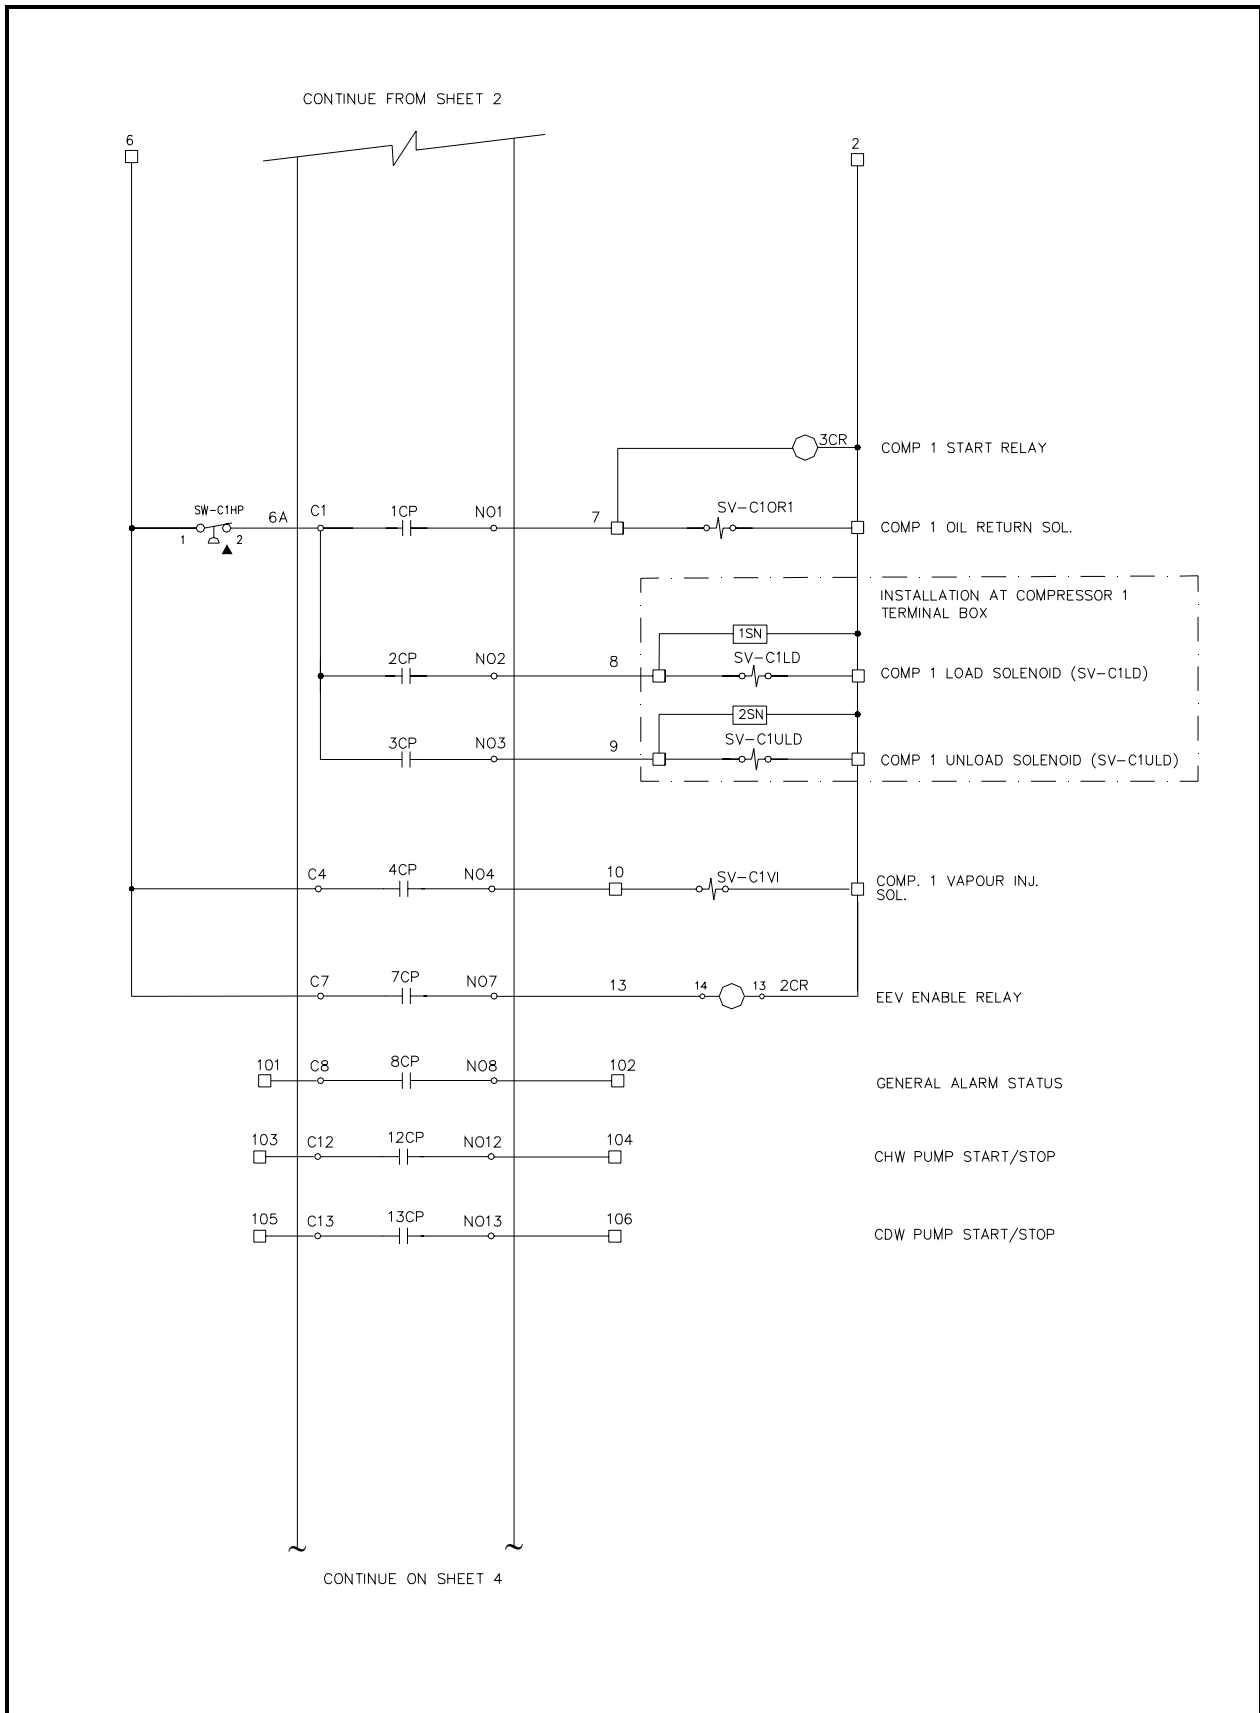 CONTINUE FROM SHEET 2
6
2
3CR
COMP 1 START RELAY
SW-C1HP
1
2
6A
C1
1CP
NO1
7
SV-C1OR1
COMP 1 OIL RETURN SOL.
INSTALLATION AT COMPRESSOR 1
TERMINAL BOX
1SN
2CP
NO2
8
SV-C1LD
COMP 1 LOAD SOLENOID (SV-C1LD)
2SN
3CP
NO3
9
SV-C1ULD
COMP 1 UNLOAD SOLENOID (SV-C1ULD)
C4
4CP
NO4
10
SV-C1VI
COMP. 1 VAPOUR INJ.
SOL.
C7
7CP
NO7
13
14
13
2CR
EEV ENABLE RELAY
101
C8
8CP
NO8
102
GENERAL ALARM STATUS
103
C12
12CP
NO12
104
CHW PUMP START/STOP
105
C13
13CP
NO13
106
CDW PUMP START/STOP
CONTINUE ON SHEET 4